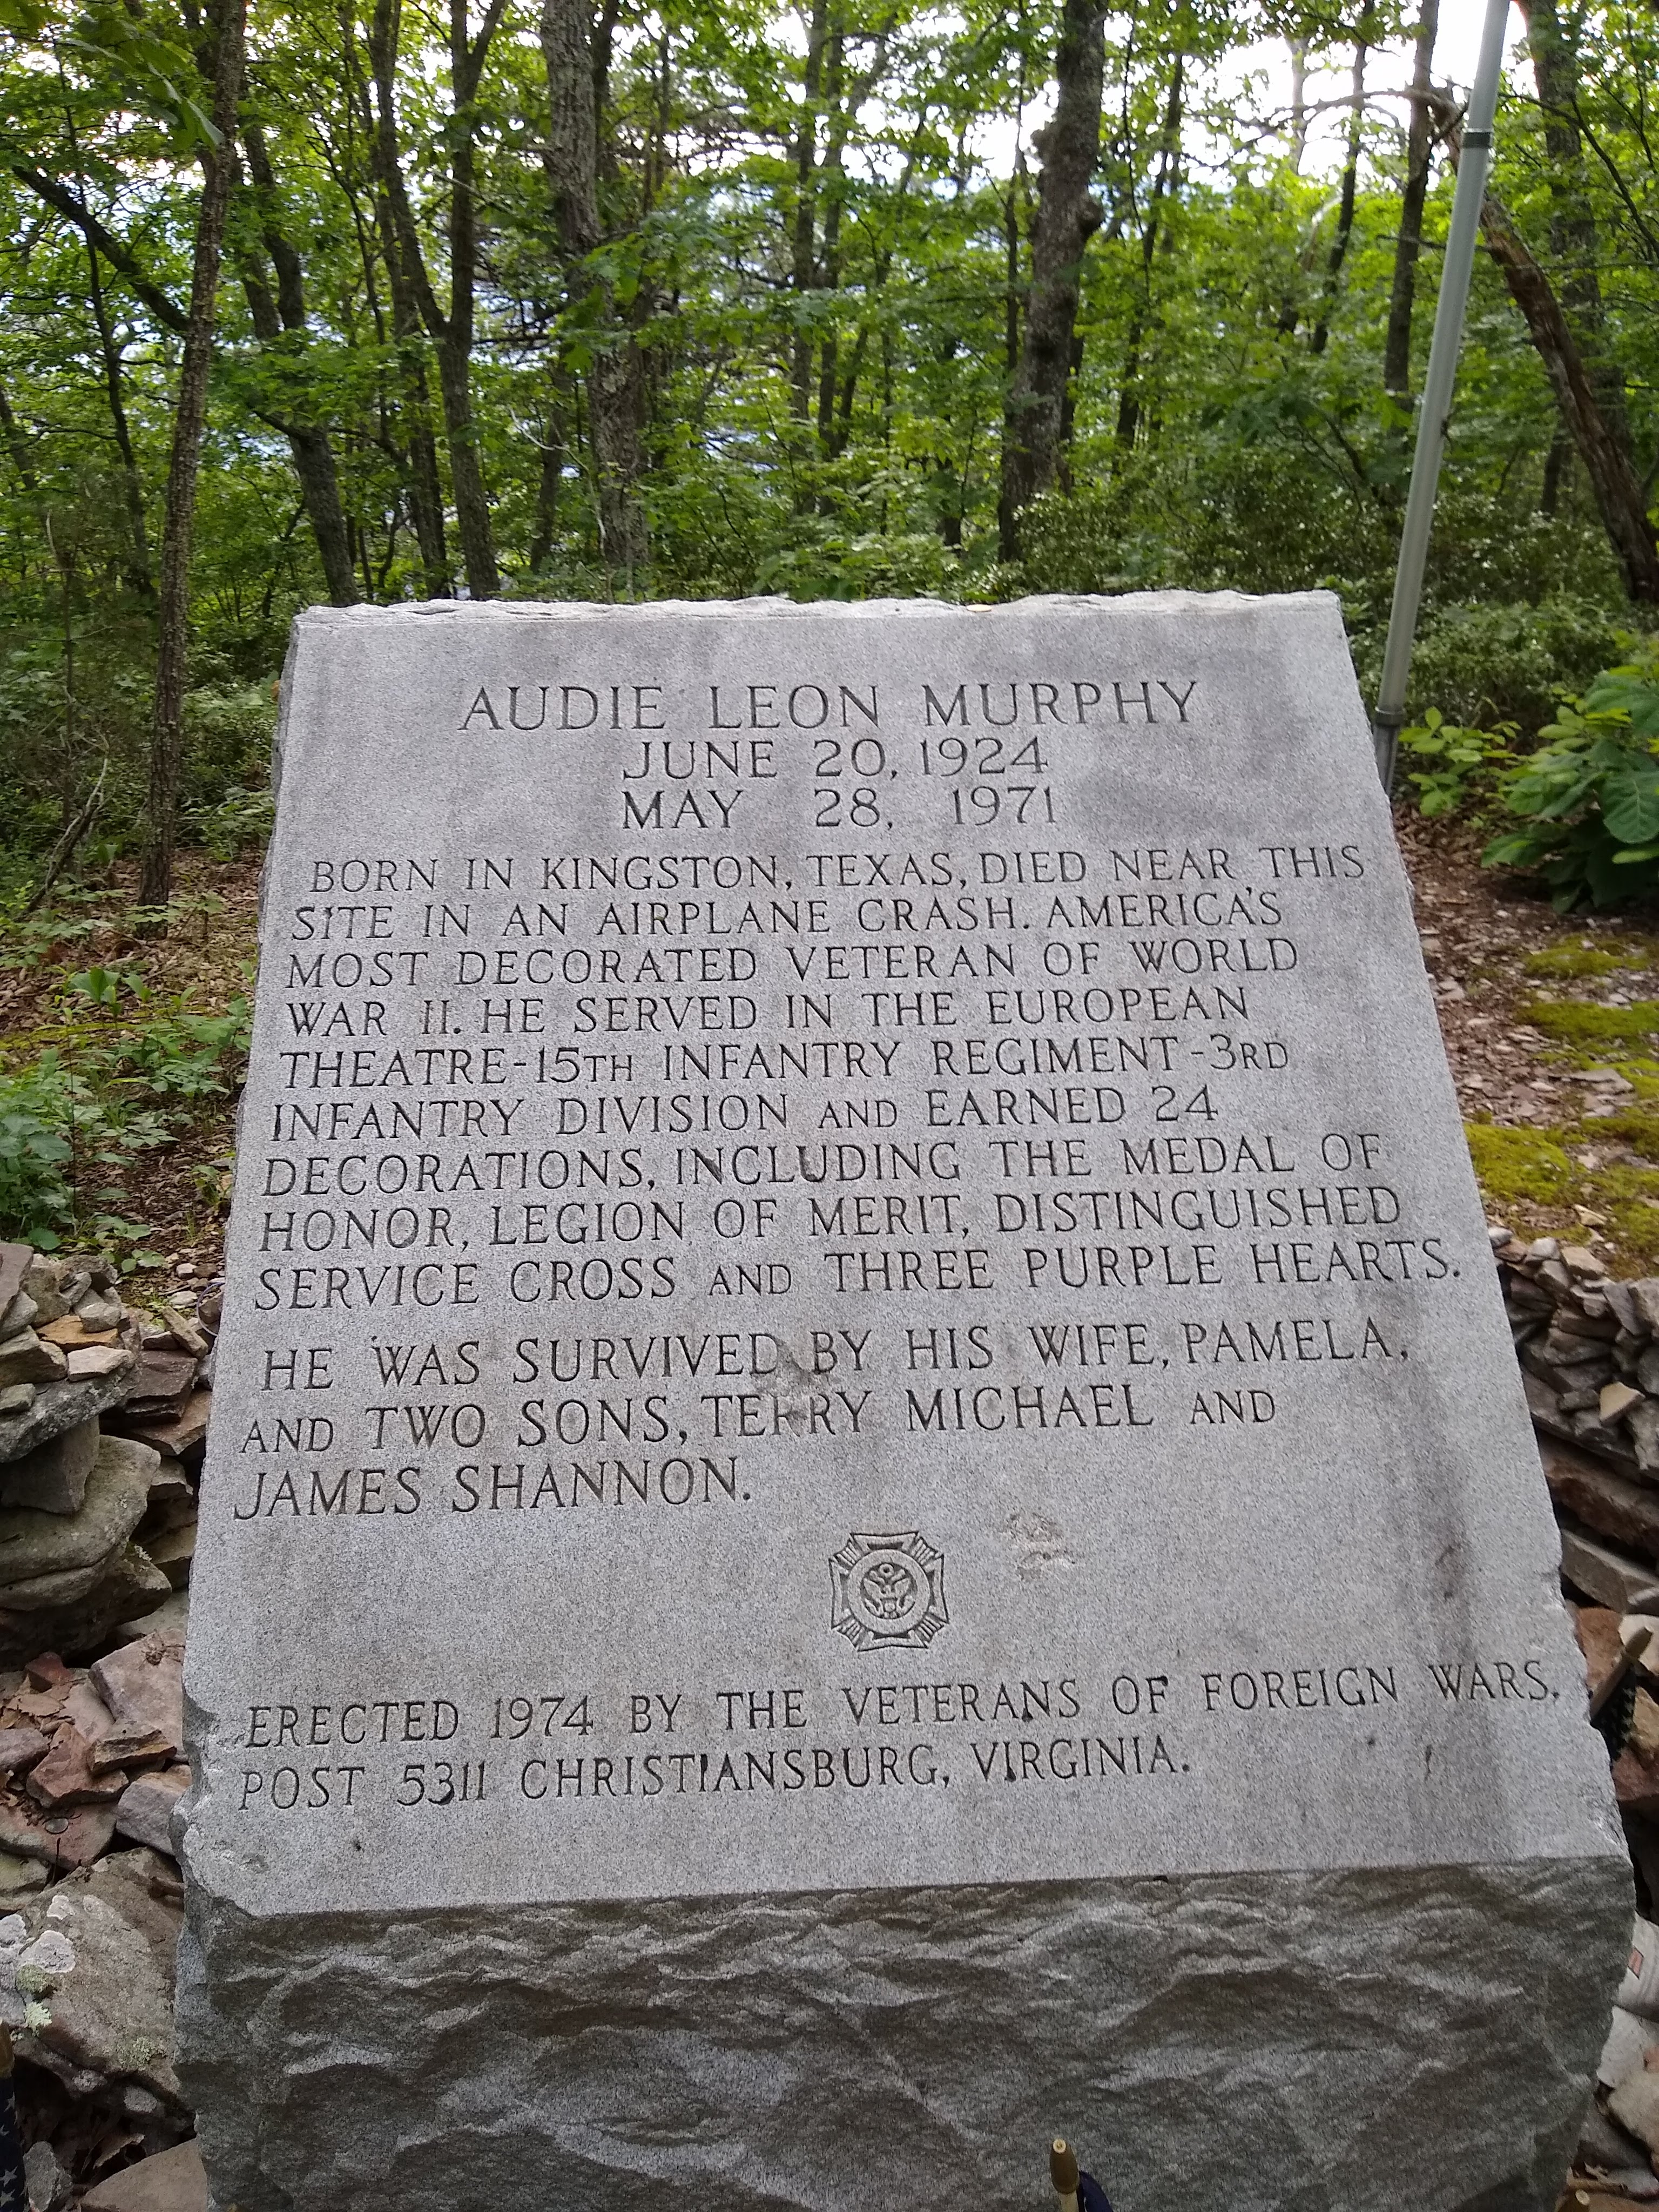 AUDIE LEON MURPHY
JUNE 20, 1924
MAY 28, 1971
BORN IN KINGSTON, TEXAS, DIED NEAR THIS
SITE IN AN AIRPLANE CRASH. AMERICA'S
MOST DECORATED VETERAN OF WORLD
WAR II. HE SERVED IN THE EUROPEAN
THEATRE-15TH INFANTRY REGIMENT-3RD
INFANTRY DIVISION AND EARNED 24
DECORATIONS, INCLUDING THE MEDAL OF
HONOR, LEGION OF MERIT, DISTINGUISHED
SERVICE CROSS AND THREE PURPLE HEARTS.
HE WAS SURVIVED BY HIS WIFE, PAMELA,
AND TWO SONS, TERRY MICHAEL AND
JAMES SHANNON.
ERECTED 1974 BY THE VETERANS OF FOREIGN WARS,
POST 5311 CHRISTIANSBURG, VIRGINIA.